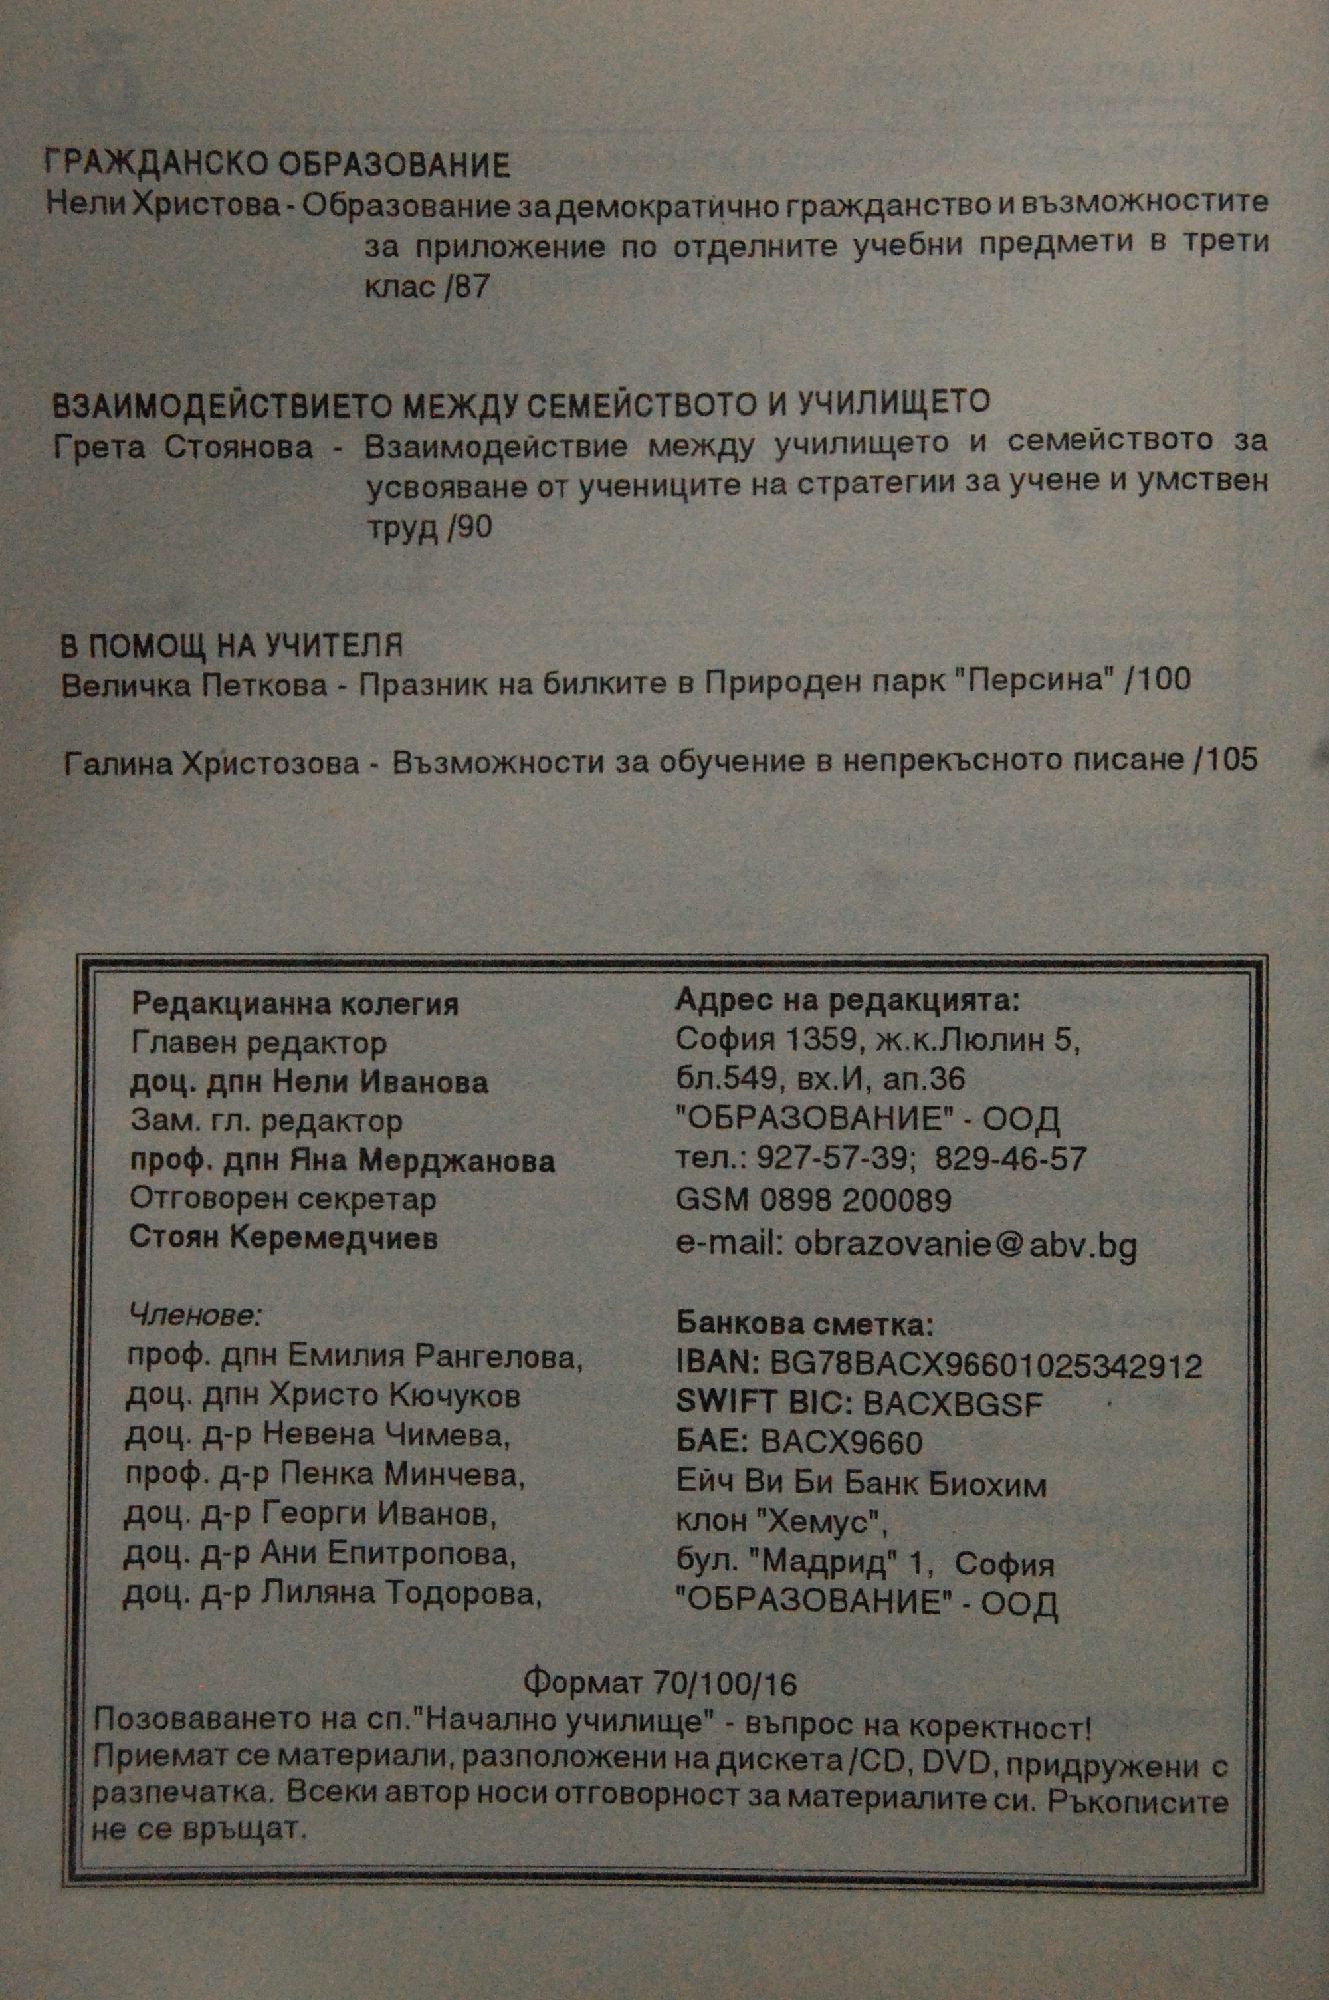 ГРАЖДАНСКО ОБРАЗОВАНИЕ
Нели Христова - Образование за демократично гражданство и възможностите
за приложение по отделните учебни предмети в трети
клас /87
ВЗАИМОДЕЙСТВИЕТО МЕЖДУ СЕМЕЙСТВОТО И УЧИЛИЩЕТО
Грета Стоянова - Взаимодействие между училището и семейството за
усвояване от учениците на стратегии за учене и умствен
труд /90
В ПОМОЩ НА УЧИТЕЛЯ
Величка Петкова - Празник на билките в Природен парк "Персина" /100
Галина Христозова - Възможности за обучение в непрекъсното писане /105
Редакцианна колегия
Главен редактор
доц. дпн Нели Иванова
Зам. гл. редактор
проф. дпн Яна Мерджанова
Отговорен секретар
Стоян Керемедчиев
Членове:
проф. дпн Емилия Рангелова,
доц. дпн Христо Кючуков
доц. д-р Невена Чимева,
проф. д-р Пенка Минчева,
доц. д-р Георги Иванов,
доц. д-р Ани Епитропова,
доц. д-р Лиляна Тодорова,
Адрес на редакцията:
София 1359, ж.к.Люлин 5,
бл.549, вх.И, ап.36
"ОБРАЗОВАНИЕ" - ООД
тел.: 927-57-39; 829-46-57
GSM 0898 200089
e-mail: obrazovanie@abv.bg
Банкова сметка:
IBAN: BG78BACX96601025342912
SWIFT BIC: BACXBGSF
БАЕ: BACX9660
Ейч Ви Би Банк Биохим
клон "Хемус",
бул. "Мадрид" 1, София
"ОБРАЗОВАНИЕ" - ООД
Формат 70/100/16
Позоваването на сп."Начално училище" - въпрос на коректност!
Приемат се материали, разположени на дискета /CD, DVD, придружени с
разпечатка. Всеки автор носи отговорност за материалите си. Ръкописите
не се връщат.